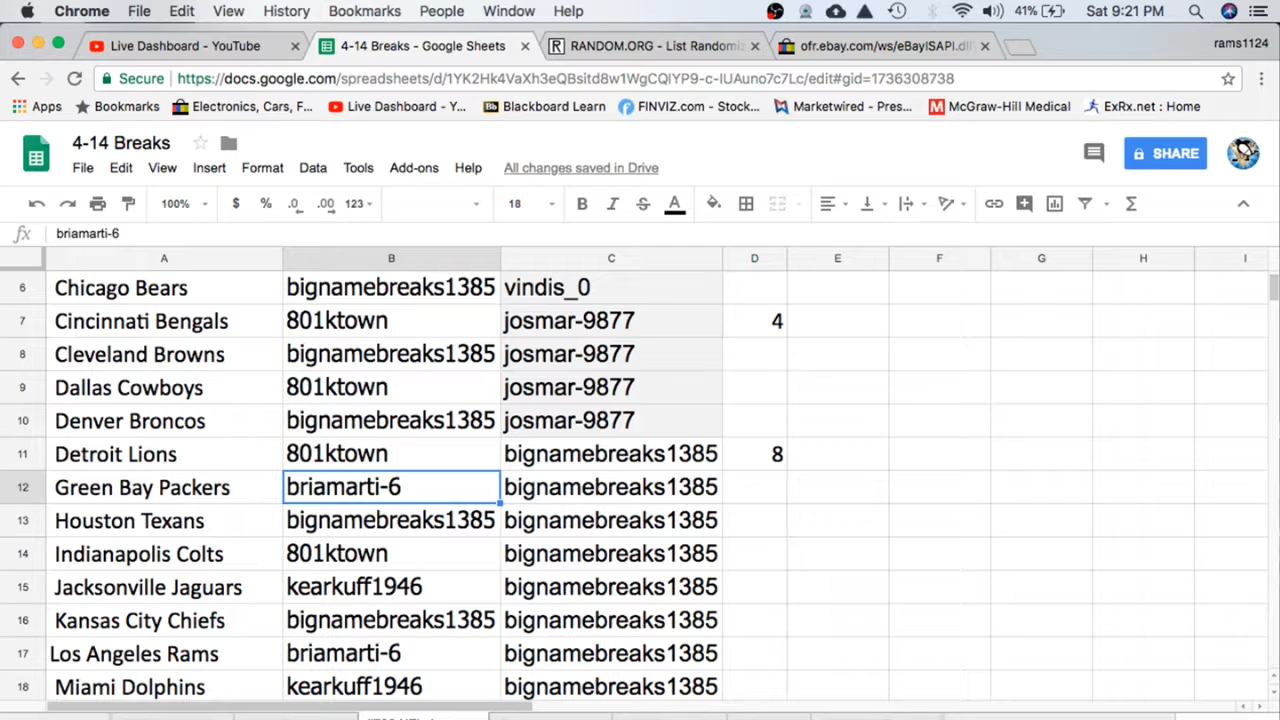 Chrome File Edit View History Bookmarks People Window Help 41% Sat 9:21 PM
Live Dashboard - YouTube × 4-14 Breaks - Google Sheets × RANDOM.ORG - List Randomiz × ofr.ebay.com/ws/eBayISAPI.dll × rams1124
Secure https://docs.google.com/spreadsheets/d/1YK2Hk4VaXh3eQBsitd8w1WgCQlYP9-c-IUAuno7c7Lc/edit#gid=1736308738
Apps Bookmarks Electronics, Cars, F... Live Dashboard - Y... Bb Blackboard Learn FINVIZ.com - Stock... Marketwired - Pres... M McGraw-Hill Medical ExRx.net : Home
4-14 Breaks
File Edit View Insert Format Data Tools Add-ons Help All changes saved in Drive SHARE
100% $ % .0 .00 123 18 B I S A Σ
fx briamarti-6
A B C D E F G H I
6 Chicago Bears bignamebreaks1385 vindis_0
7 Cincinnati Bengals 801ktown josmar-9877 4
8 Cleveland Browns bignamebreaks1385 josmar-9877
9 Dallas Cowboys 801ktown josmar-9877
10 Denver Broncos bignamebreaks1385 josmar-9877
11 Detroit Lions 801ktown bignamebreaks1385 8
12 Green Bay Packers briamarti-6 bignamebreaks1385
13 Houston Texans bignamebreaks1385 bignamebreaks1385
14 Indianapolis Colts 801ktown bignamebreaks1385
15 Jacksonville Jaguars kearkuff1946 bignamebreaks1385
16 Kansas City Chiefs bignamebreaks1385 bignamebreaks1385
17 Los Angeles Rams briamarti-6 bignamebreaks1385
18 Miami Dolphins kearkuff1946 bignamebreaks1385